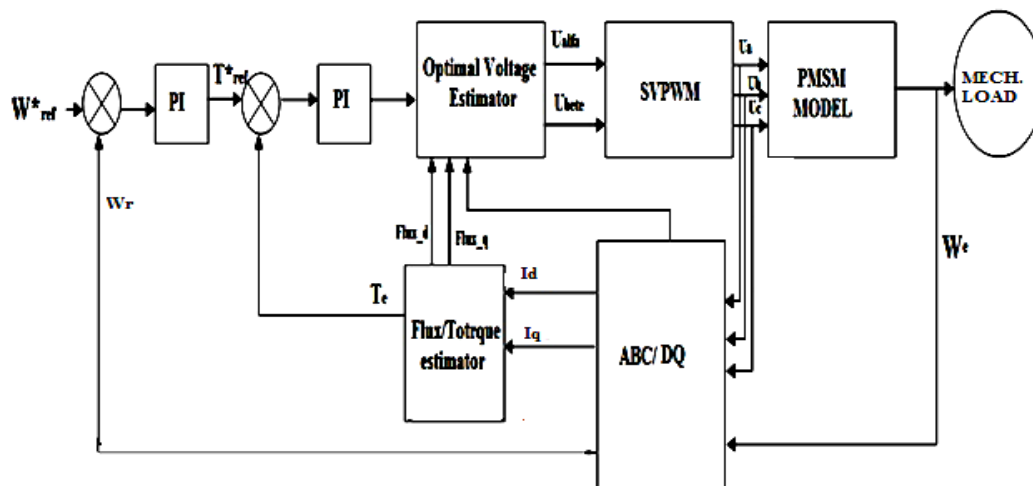 W*ref
PI
T*ref
PI
Optimal Voltage
Estimator
Ualfa
Ubete
SVPWM
Ua
Ub
Uc
PMSM
MODEL
MECH.
LOAD
Wr
Flux_d
Flux_q
We
Te
Flux/Totrque
estimator
Id
Iq
ABC/ DQ